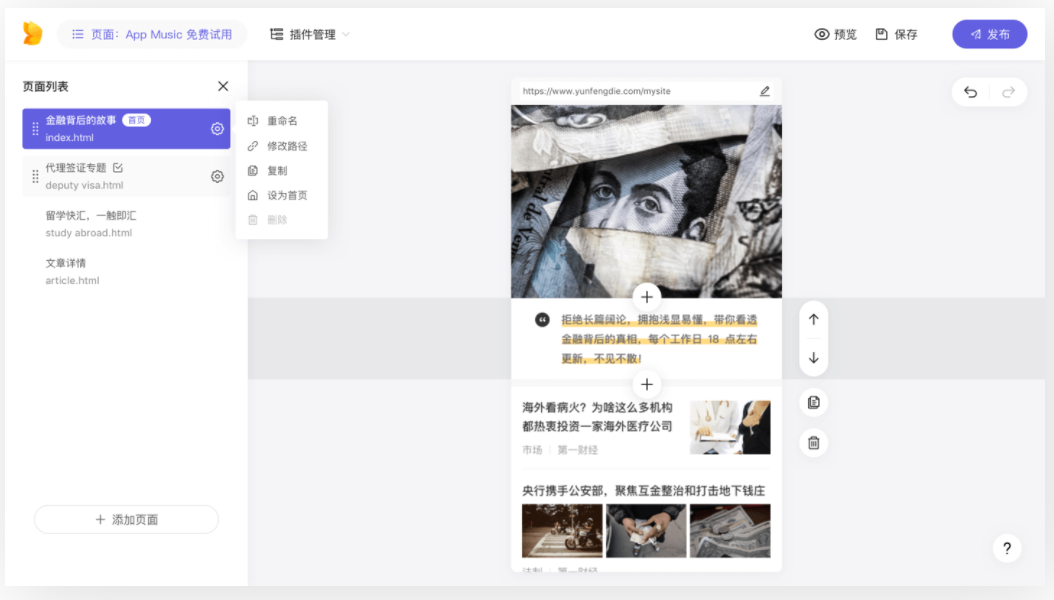 页面：App Music 免费试用
插件管理
预览
保存
发布
页面列表
金融背后的故事 首页
index.html
代理签证专题
deputy visa.html
留学快汇，一触即汇
study abroad.html
文章详情
article.html
添加页面
重命名
修改路径
复制
设为首页
删除
https://www.yunfengdie.com/mysite
拒绝长篇阔论，拥抱浅显易懂，带你看透
金融背后的真相，每个工作日 18 点左右
更新，不见不散！
海外看病火？为啥这么多机构
都热衷投资一家海外医疗公司
市场 第一财经
央行携手公安部，聚焦互金整治和打击地下钱庄
法制 第一财经
?